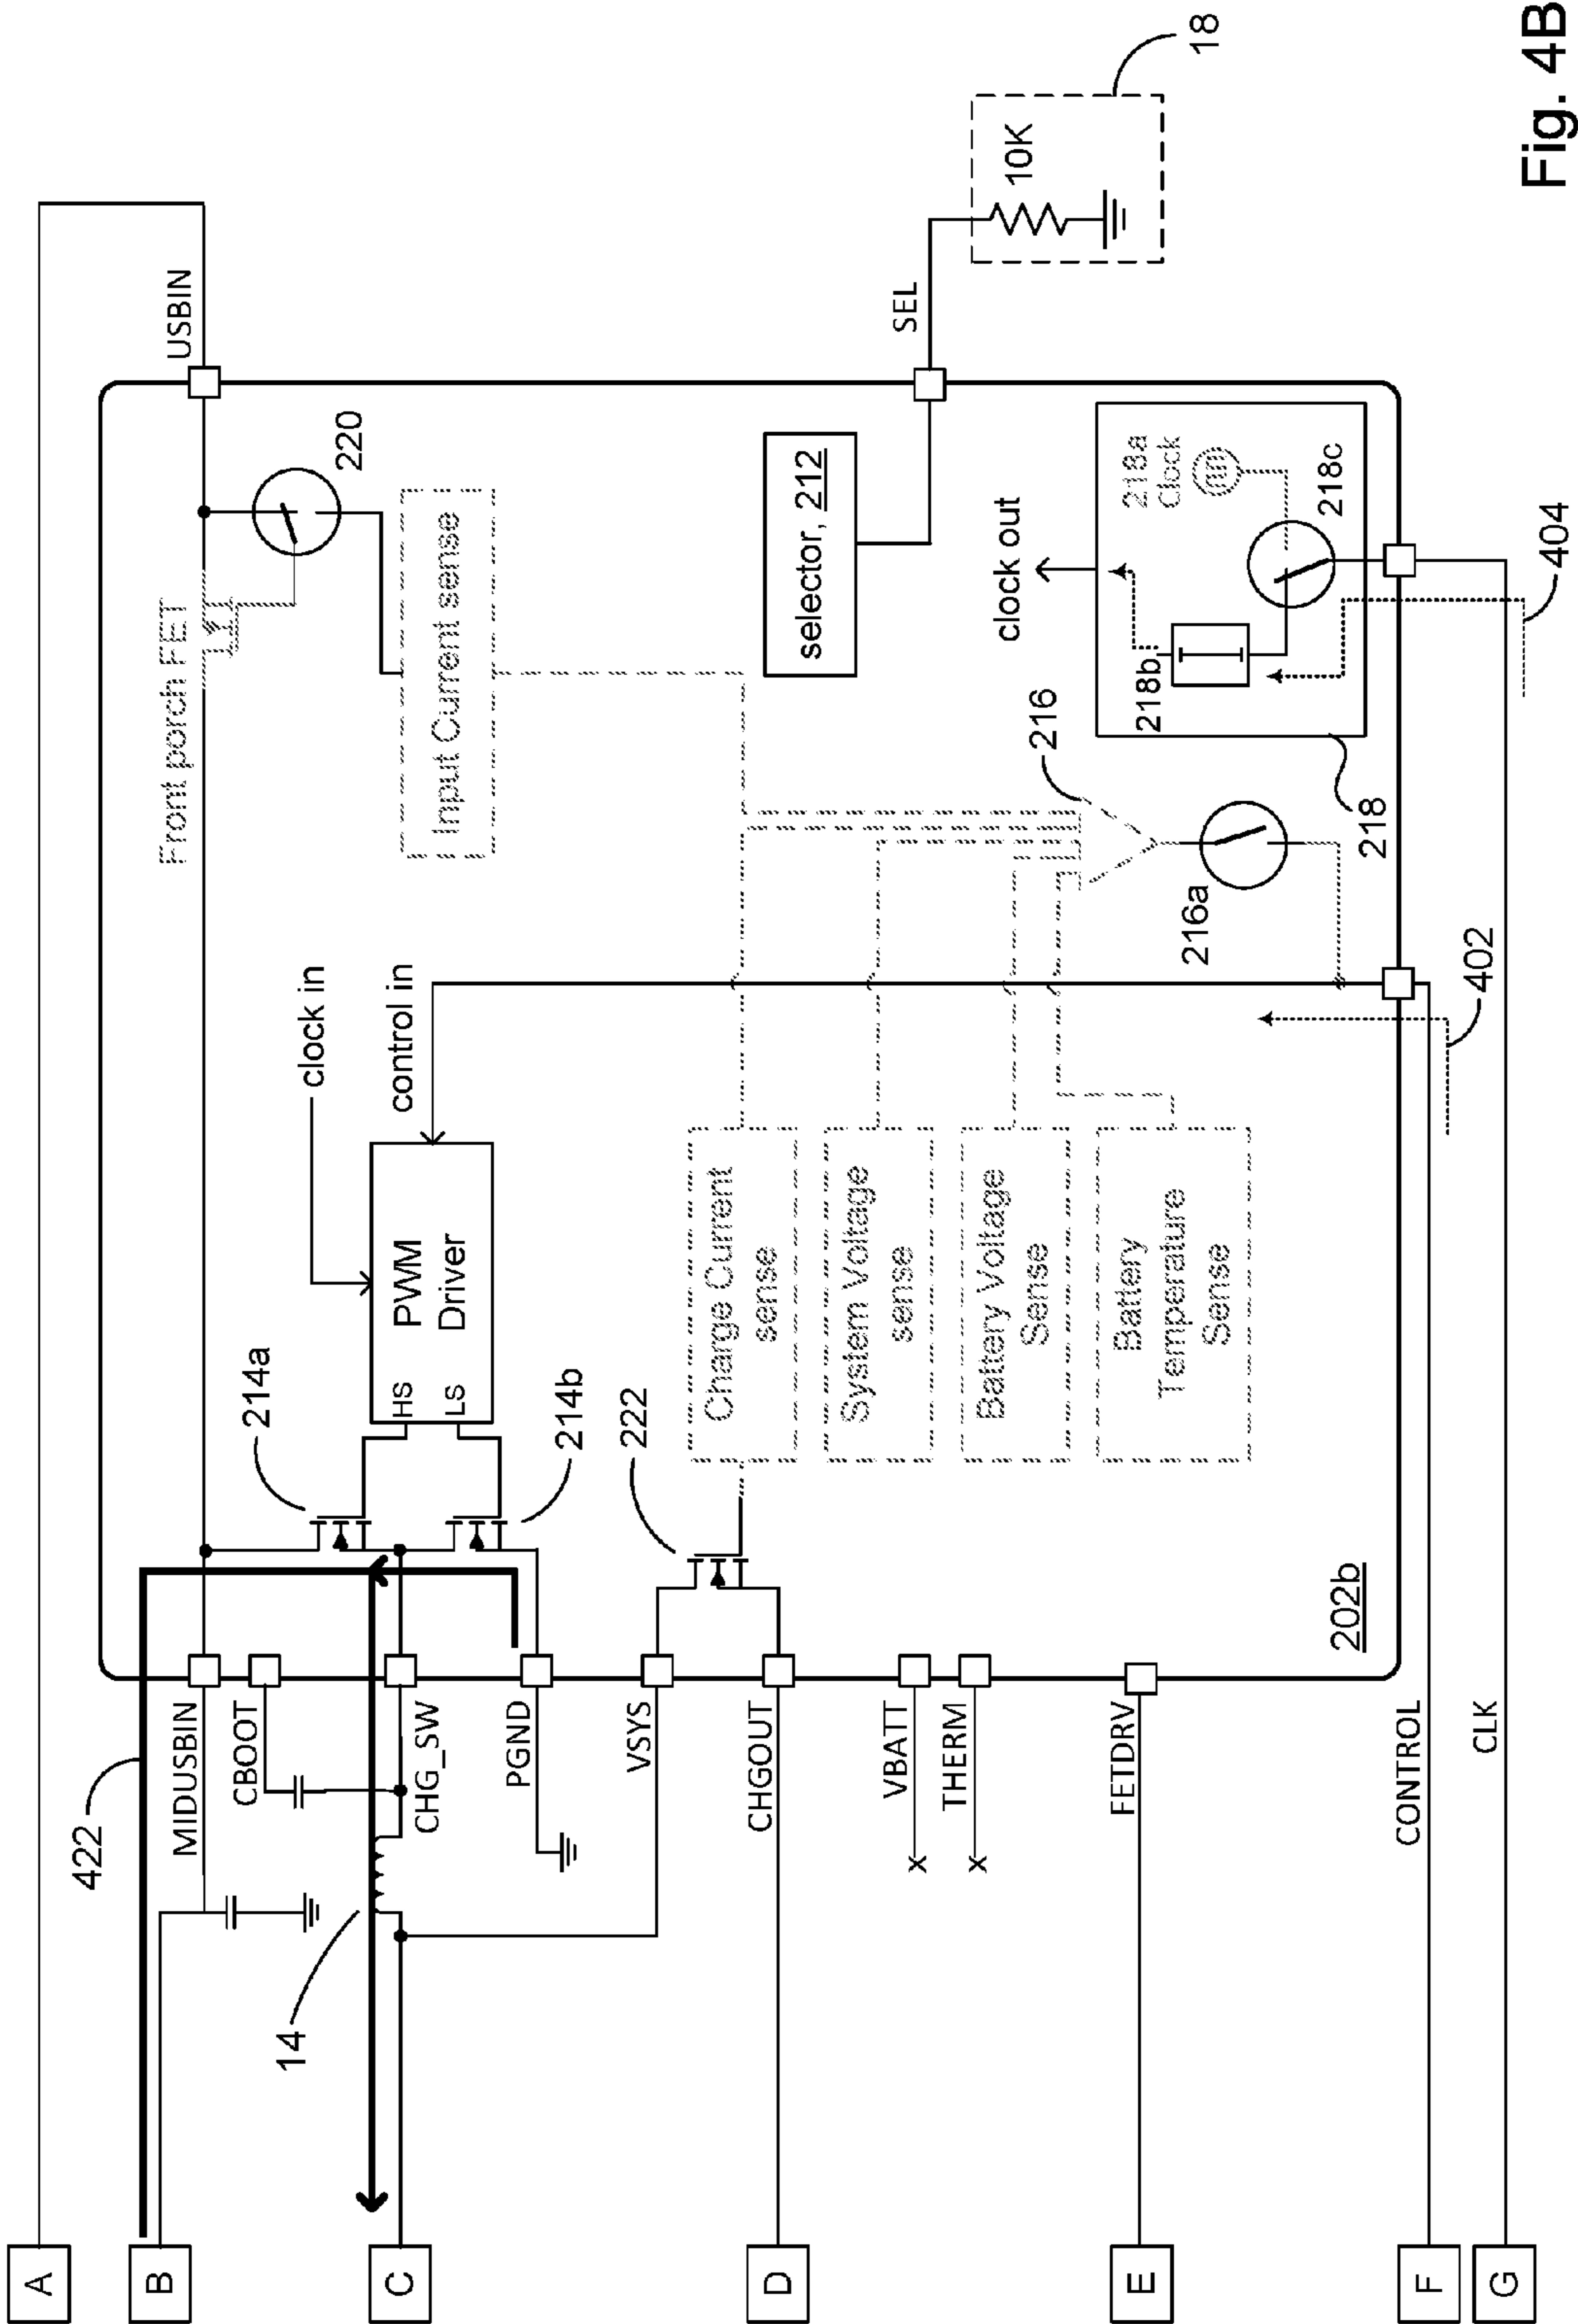 A
B
C
D
E
F
G
422
14
MIDUSBIN
CBOOT
CHG_SW
PGND
VSYS
CHGOUT
VBATT
x
THERM
x
FETDRV
CONTROL
CLK
202b
214a
214b
222
HS
PWM
LS
Driver
clock in
control in
Charge Current
sense
System Voltage
sense
Battery Voltage
Sense
Battery
Temperature
Sense
Front porch FET
Input Current sense
220
USBIN
selector, 212
SEL
10K
18
216
216a
402
clock out
218a
Clock
218b
218c
218
404
Fig. 4B